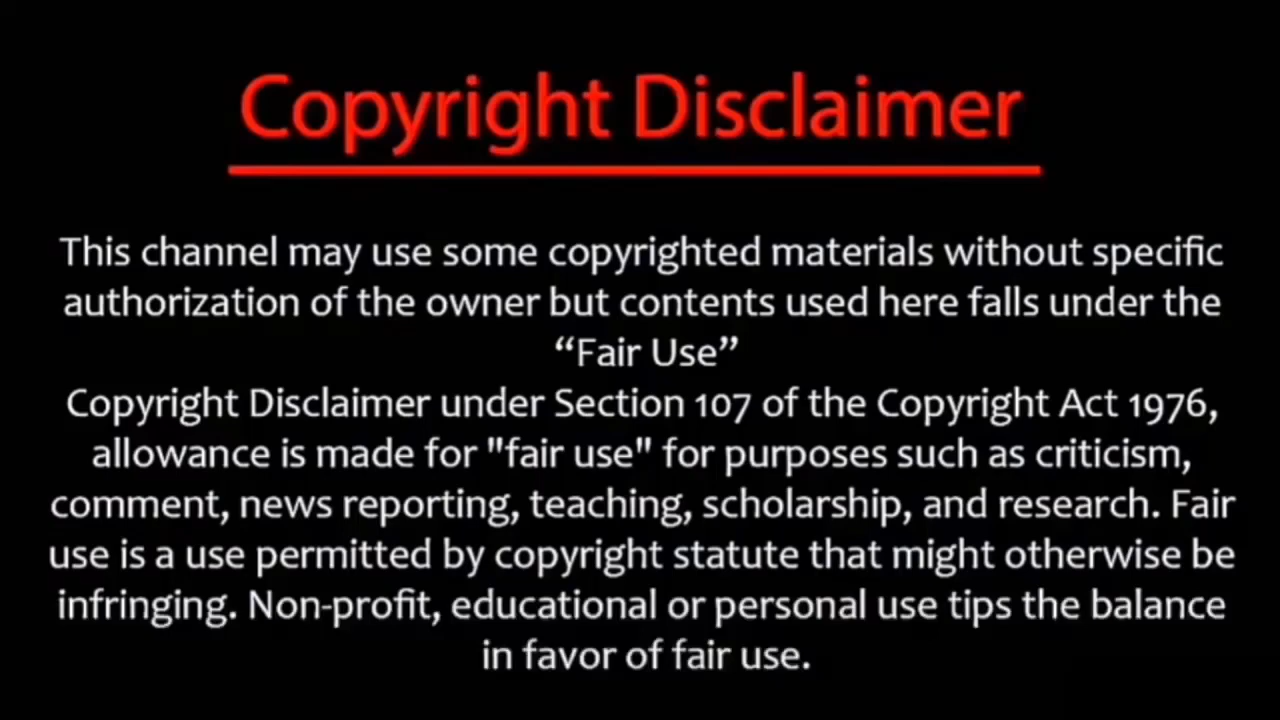 Copyright Disclaimer
This channel may use some copyrighted materials without specific
authorization of the owner but contents used here falls under the
“Fair Use”
Copyright Disclaimer under Section 107 of the Copyright Act 1976,
allowance is made for "fair use" for purposes such as criticism,
comment, news reporting, teaching, scholarship, and research. Fair
use is a use permitted by copyright statute that might otherwise be
infringing. Non-profit, educational or personal use tips the balance
in favor of fair use.